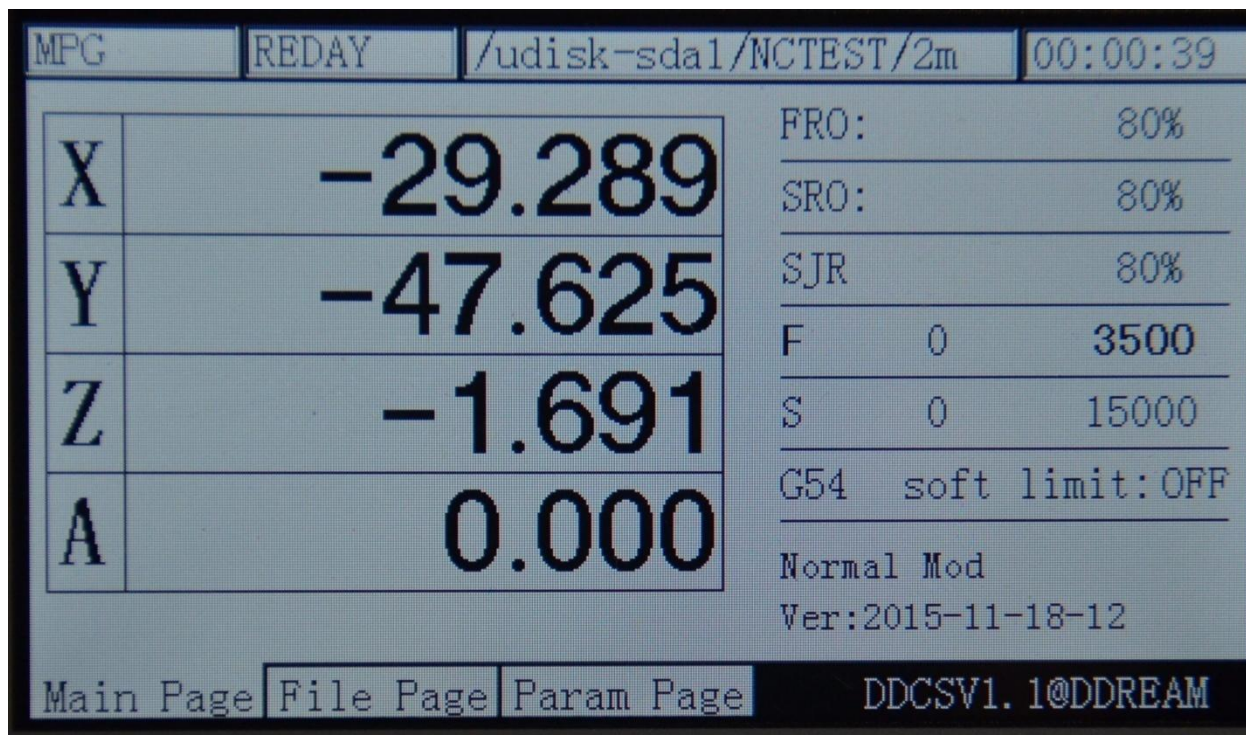 MPG REDAY /udisk-sda1/NCTEST/2m 00:00:39
X -29.289
Y -47.625
Z -1.691
A 0.000
FRO: 80%
SRO: 80%
SJR 80%
F 0 3500
S 0 15000
G54 soft limit:OFF
Normal Mod
Ver:2015-11-18-12
Main Page File Page Param Page DDCSV1.1@DDREAM